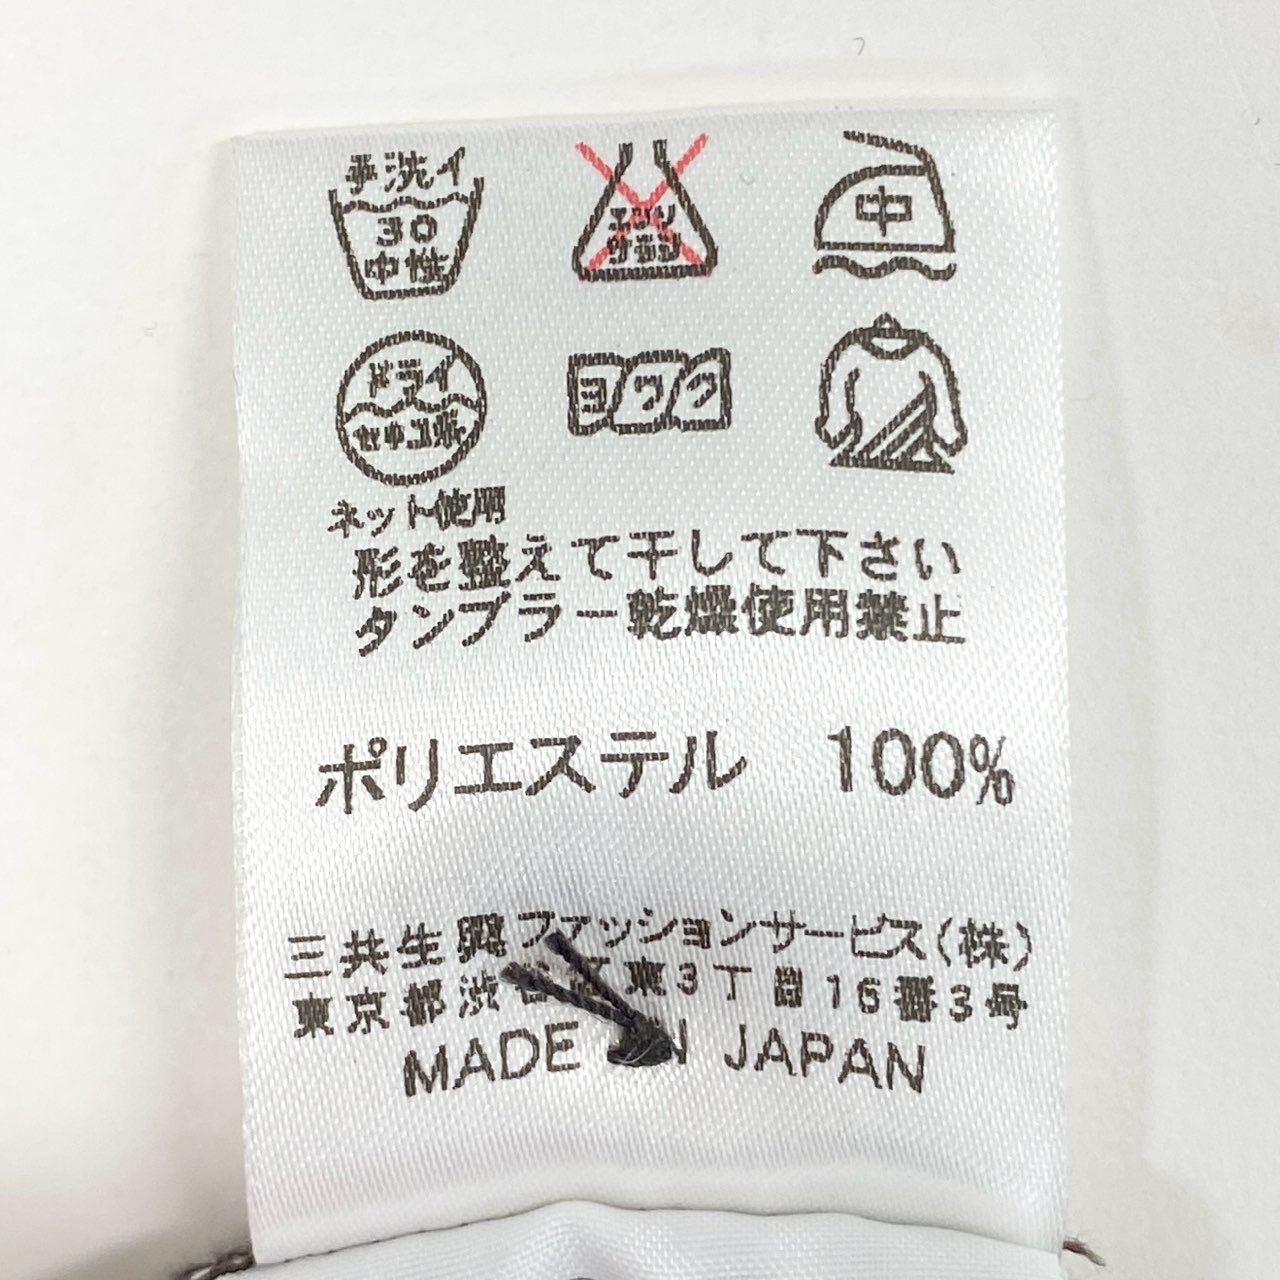 手洗イ
30
中性
エンソ
サラシ
中
ドライ
セキユ系
ヨワク
ネット使用
形を整えて干して下さい
タンブラー乾燥使用禁止
ポリエステル 100%
三共生興ファッションサービス(株)
東京都渋 区東3丁目16番3号
MADE IN JAPAN